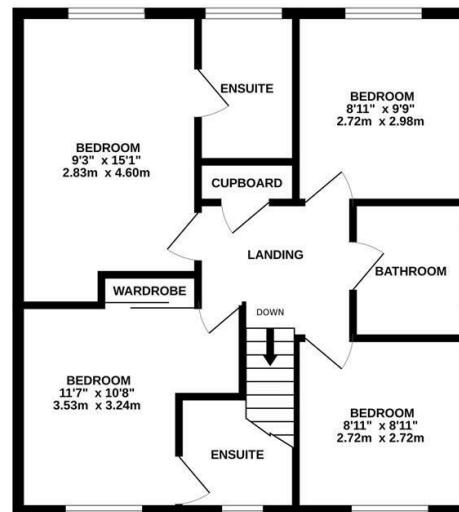 ENSUITE
BEDROOM
8'11" x 9'9"
2.72m x 2.98m
BEDROOM
9'3" x 15'1"
2.83m x 4.60m
CUPBOARD
LANDING
BATHROOM
WARDROBE
DOWN
BEDROOM
11'7" x 10'8"
3.53m x 3.24m
BEDROOM
8'11" x 8'11"
2.72m x 2.72m
ENSUITE